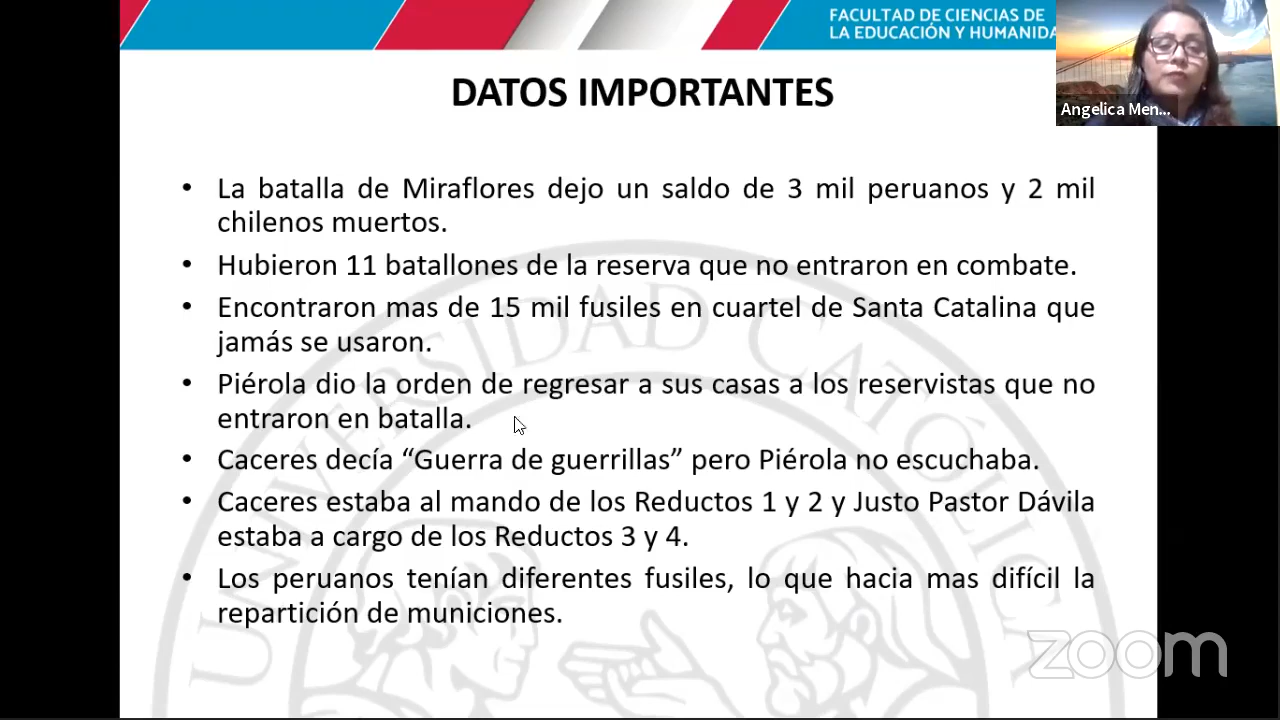 FACULTAD DE CIENCIAS DE
LA EDUCACIÓN Y HUMANIDA
Angelica Men...
DATOS IMPORTANTES
• La batalla de Miraflores dejo un saldo de 3 mil peruanos y 2 mil
chilenos muertos.
• Hubieron 11 batallones de la reserva que no entraron en combate.
• Encontraron mas de 15 mil fusiles en cuartel de Santa Catalina que
jamás se usaron.
• Piérola dio la orden de regresar a sus casas a los reservistas que no
entraron en batalla.
• Caceres decía “Guerra de guerrillas” pero Piérola no escuchaba.
• Caceres estaba al mando de los Reductos 1 y 2 y Justo Pastor Dávila
estaba a cargo de los Reductos 3 y 4.
• Los peruanos tenían diferentes fusiles, lo que hacia mas difícil la
repartición de municiones.
UNIVERSIDAD CATÓLICA
zoom